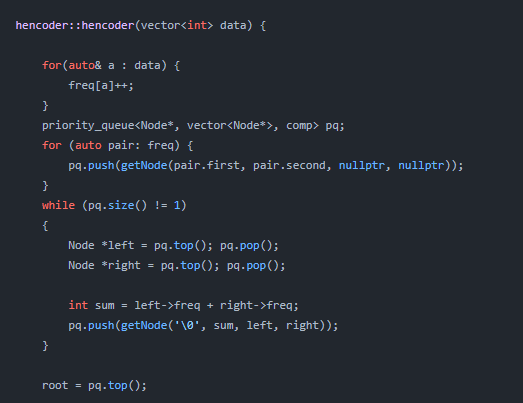 hencoder::hencoder(vector<int> data) {
for(auto& a : data) {
freq[a]++;
}
priority_queue<Node*, vector<Node*>, comp> pq;
for (auto pair: freq) {
pq.push(getNode(pair.first, pair.second, nullptr, nullptr));
}
while (pq.size() != 1)
{
Node *left = pq.top(); pq.pop();
Node *right = pq.top(); pq.pop();
int sum = left->freq + right->freq;
pq.push(getNode('\0', sum, left, right));
}
root = pq.top();